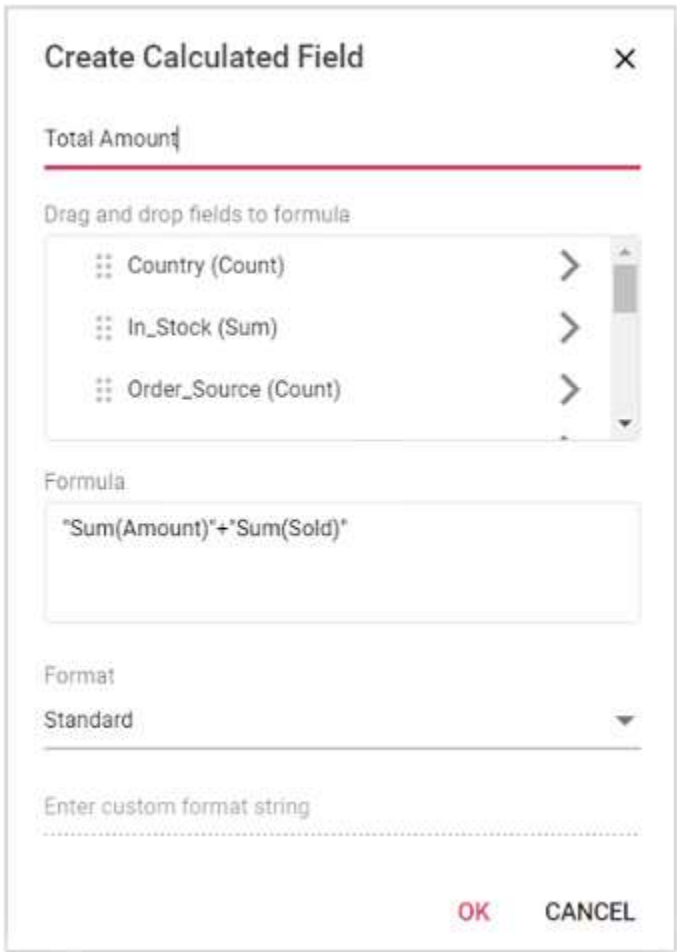 Create Calculated Field
Total Amount
Drag and drop fields to formula
Country (Count)
In_Stock (Sum)
Order_Source (Count)
Formula
"Sum(Amount)"+"Sum(Sold)"
Format
Standard
Enter custom format string
OK CANCEL